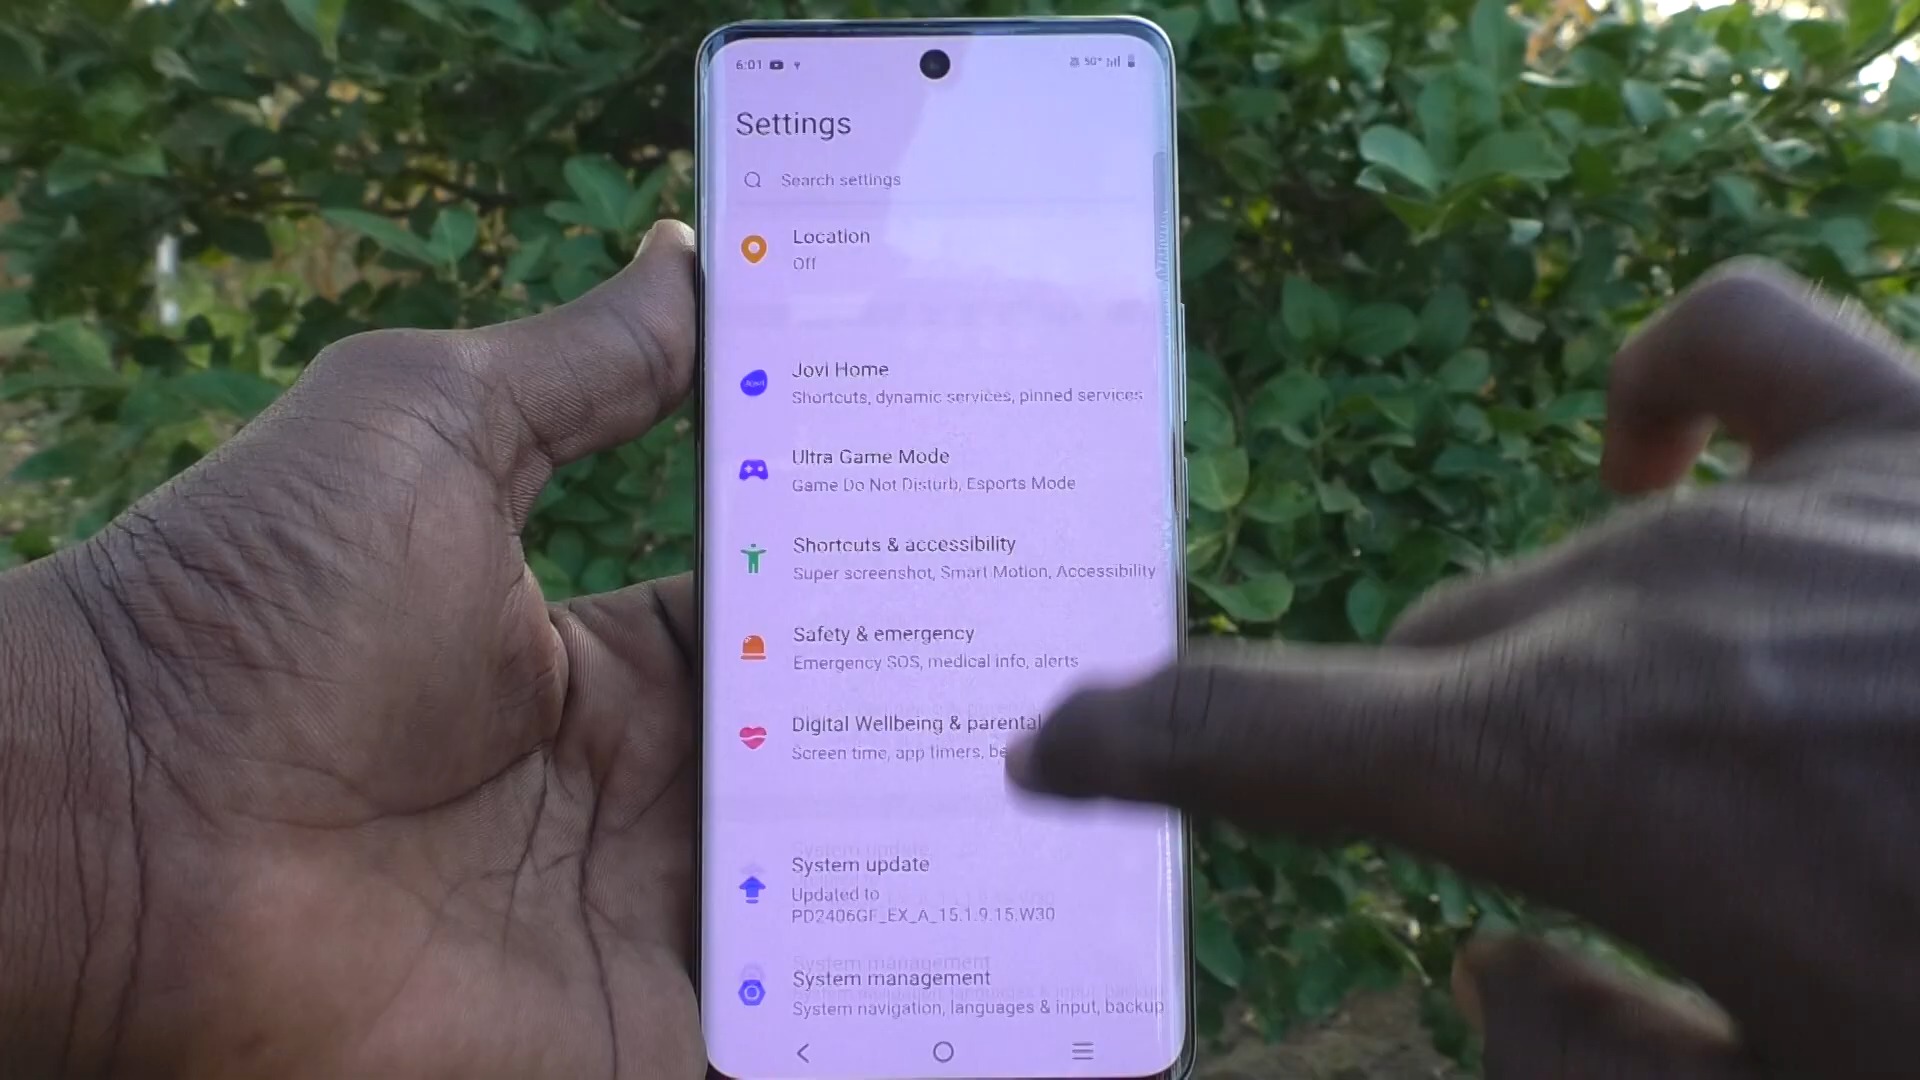 6:01
Settings
Search settings
Location
Off
Jovi Home
Shortcuts, dynamic services, pinned services
Ultra Game Mode
Game Do Not Disturb, Esports Mode
Shortcuts & accessibility
Super screenshot, Smart Motion, Accessibility
Safety & emergency
Emergency SOS, medical info, alerts
Digital Wellbeing & parental
Screen time, app timers, be
System update
Updated to
PD2406GF_EX_A_15.1.9.15.W30
System management
System navigation, languages & input, backup